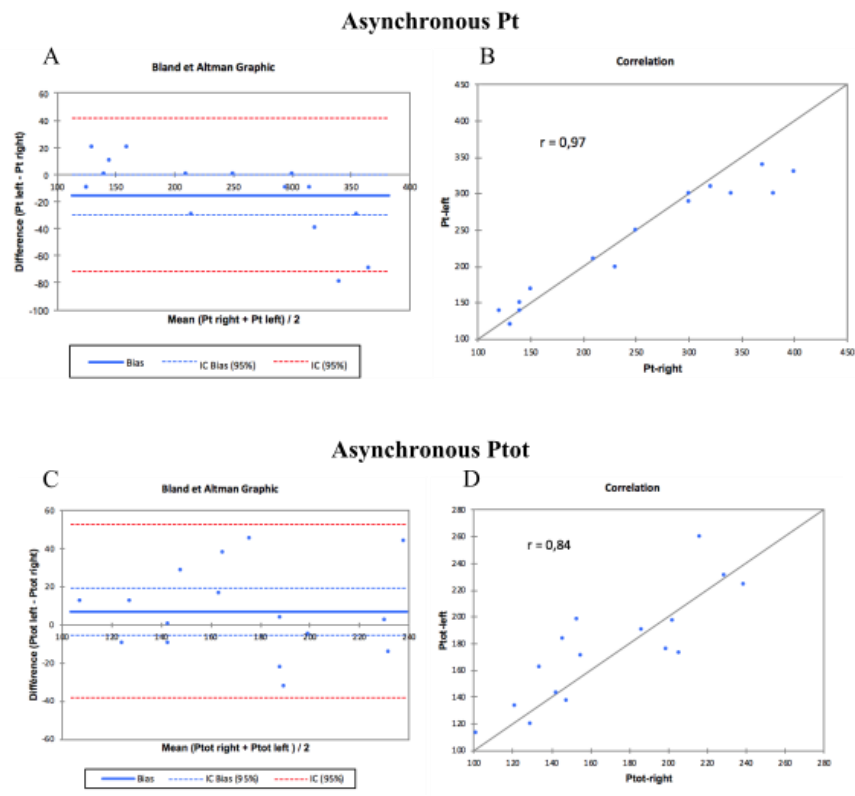 Asynchronous Pt
A
B
Bland et Altman Graphic
Correlation
60
40
20
0
-20
-40
-60
-80
-100
100
150
200
250
300
350
400
Difference (Pt left - Pt right)
Mean (Pt right + Pt left) / 2
Bias
IC Bias (95%)
IC (95%)
450
400
350
300
250
200
150
100
r = 0,97
Pt-left
100
150
200
250
300
350
400
450
Pt-right
Asynchronous Ptot
C
D
Bland et Altman Graphic
Correlation
60
40
20
0
-20
-40
-60
100
120
140
160
180
200
220
240
Difference (Ptot left - Ptot right)
Mean (Ptot right + Ptot left ) / 2
Bias
IC Bias (95%)
IC (95%)
280
260
240
220
200
180
160
140
120
100
r = 0,84
Ptot-left
100
120
140
160
180
200
220
240
260
280
Ptot-right